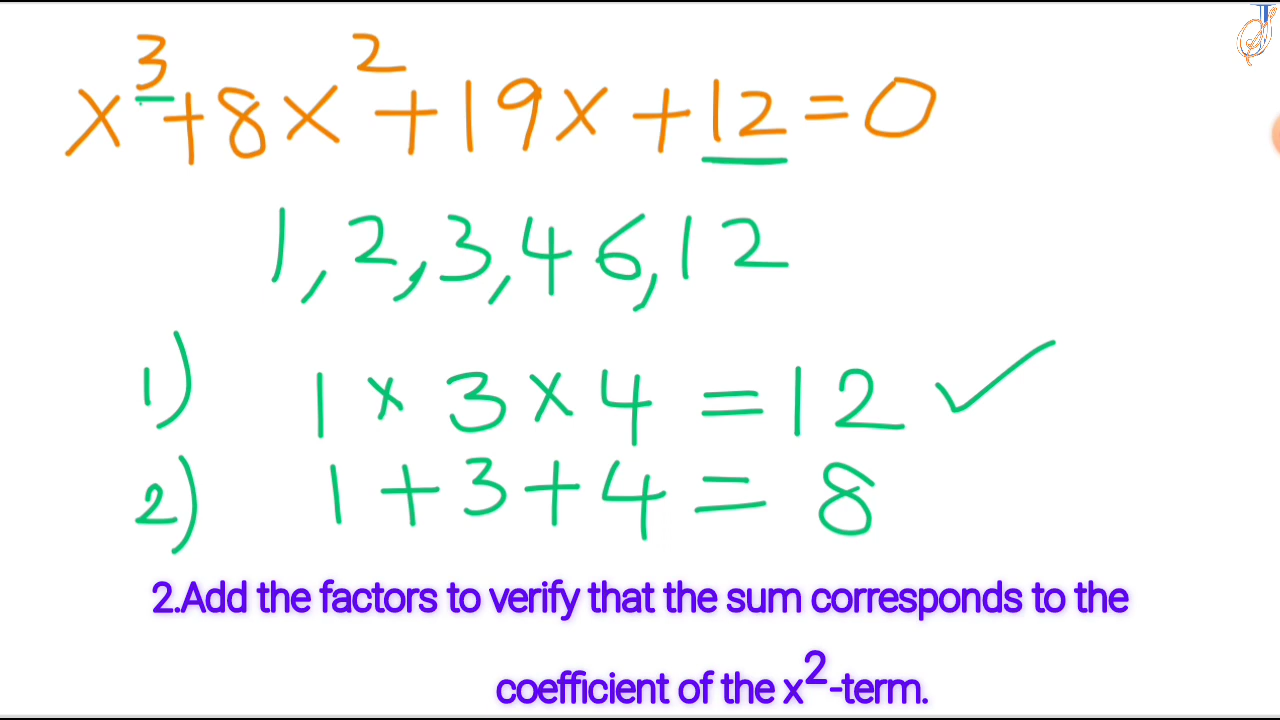 x³+8x²+19x+12=0
1,2,3,4 6,12
1) 1×3×4=12✓
2) 1+3+4=8
2.Add the factors to verify that the sum corresponds to the
coefficient of the x²-term.